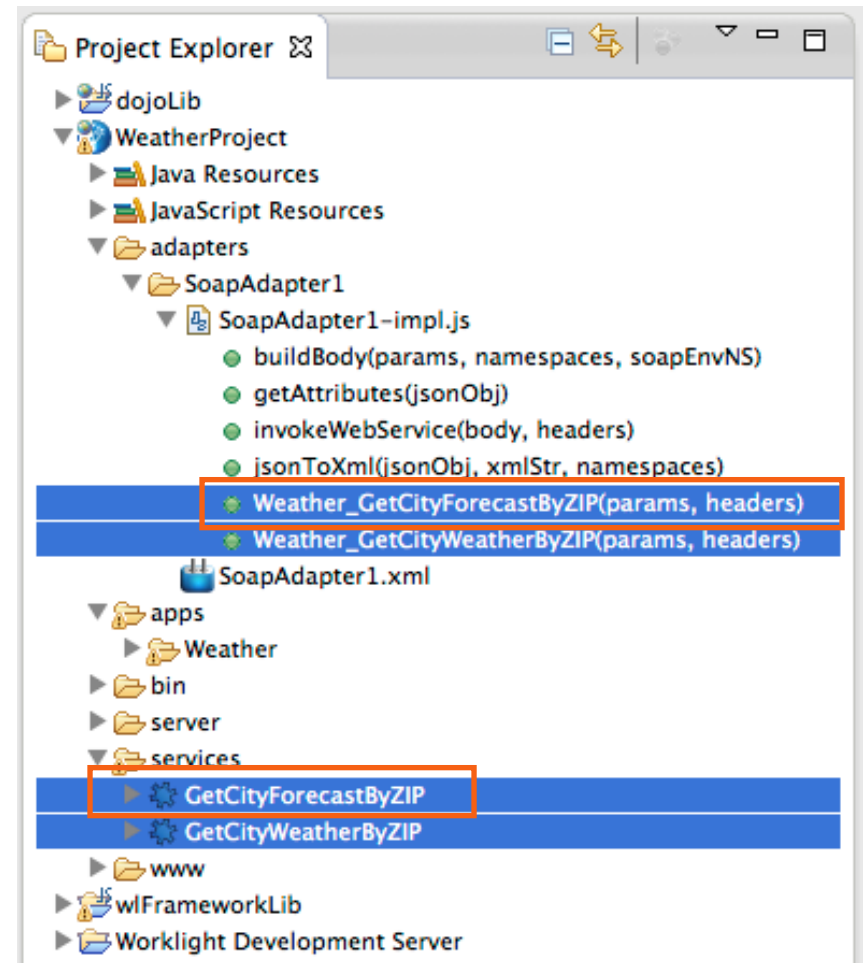 Project Explorer
dojoLib
WeatherProject
Java Resources
JavaScript Resources
adapters
SoapAdapter1
SoapAdapter1-impl.js
buildBody(params, namespaces, soapEnvNS)
getAttributes(jsonObj)
invokeWebService(body, headers)
jsonToXml(jsonObj, xmlStr, namespaces)
Weather_GetCityForecastByZIP(params, headers)
Weather_GetCityWeatherByZIP(params, headers)
SoapAdapter1.xml
apps
Weather
bin
server
services
GetCityForecastByZIP
GetCityWeatherByZIP
www
wlFrameworkLib
Worklight Development Server